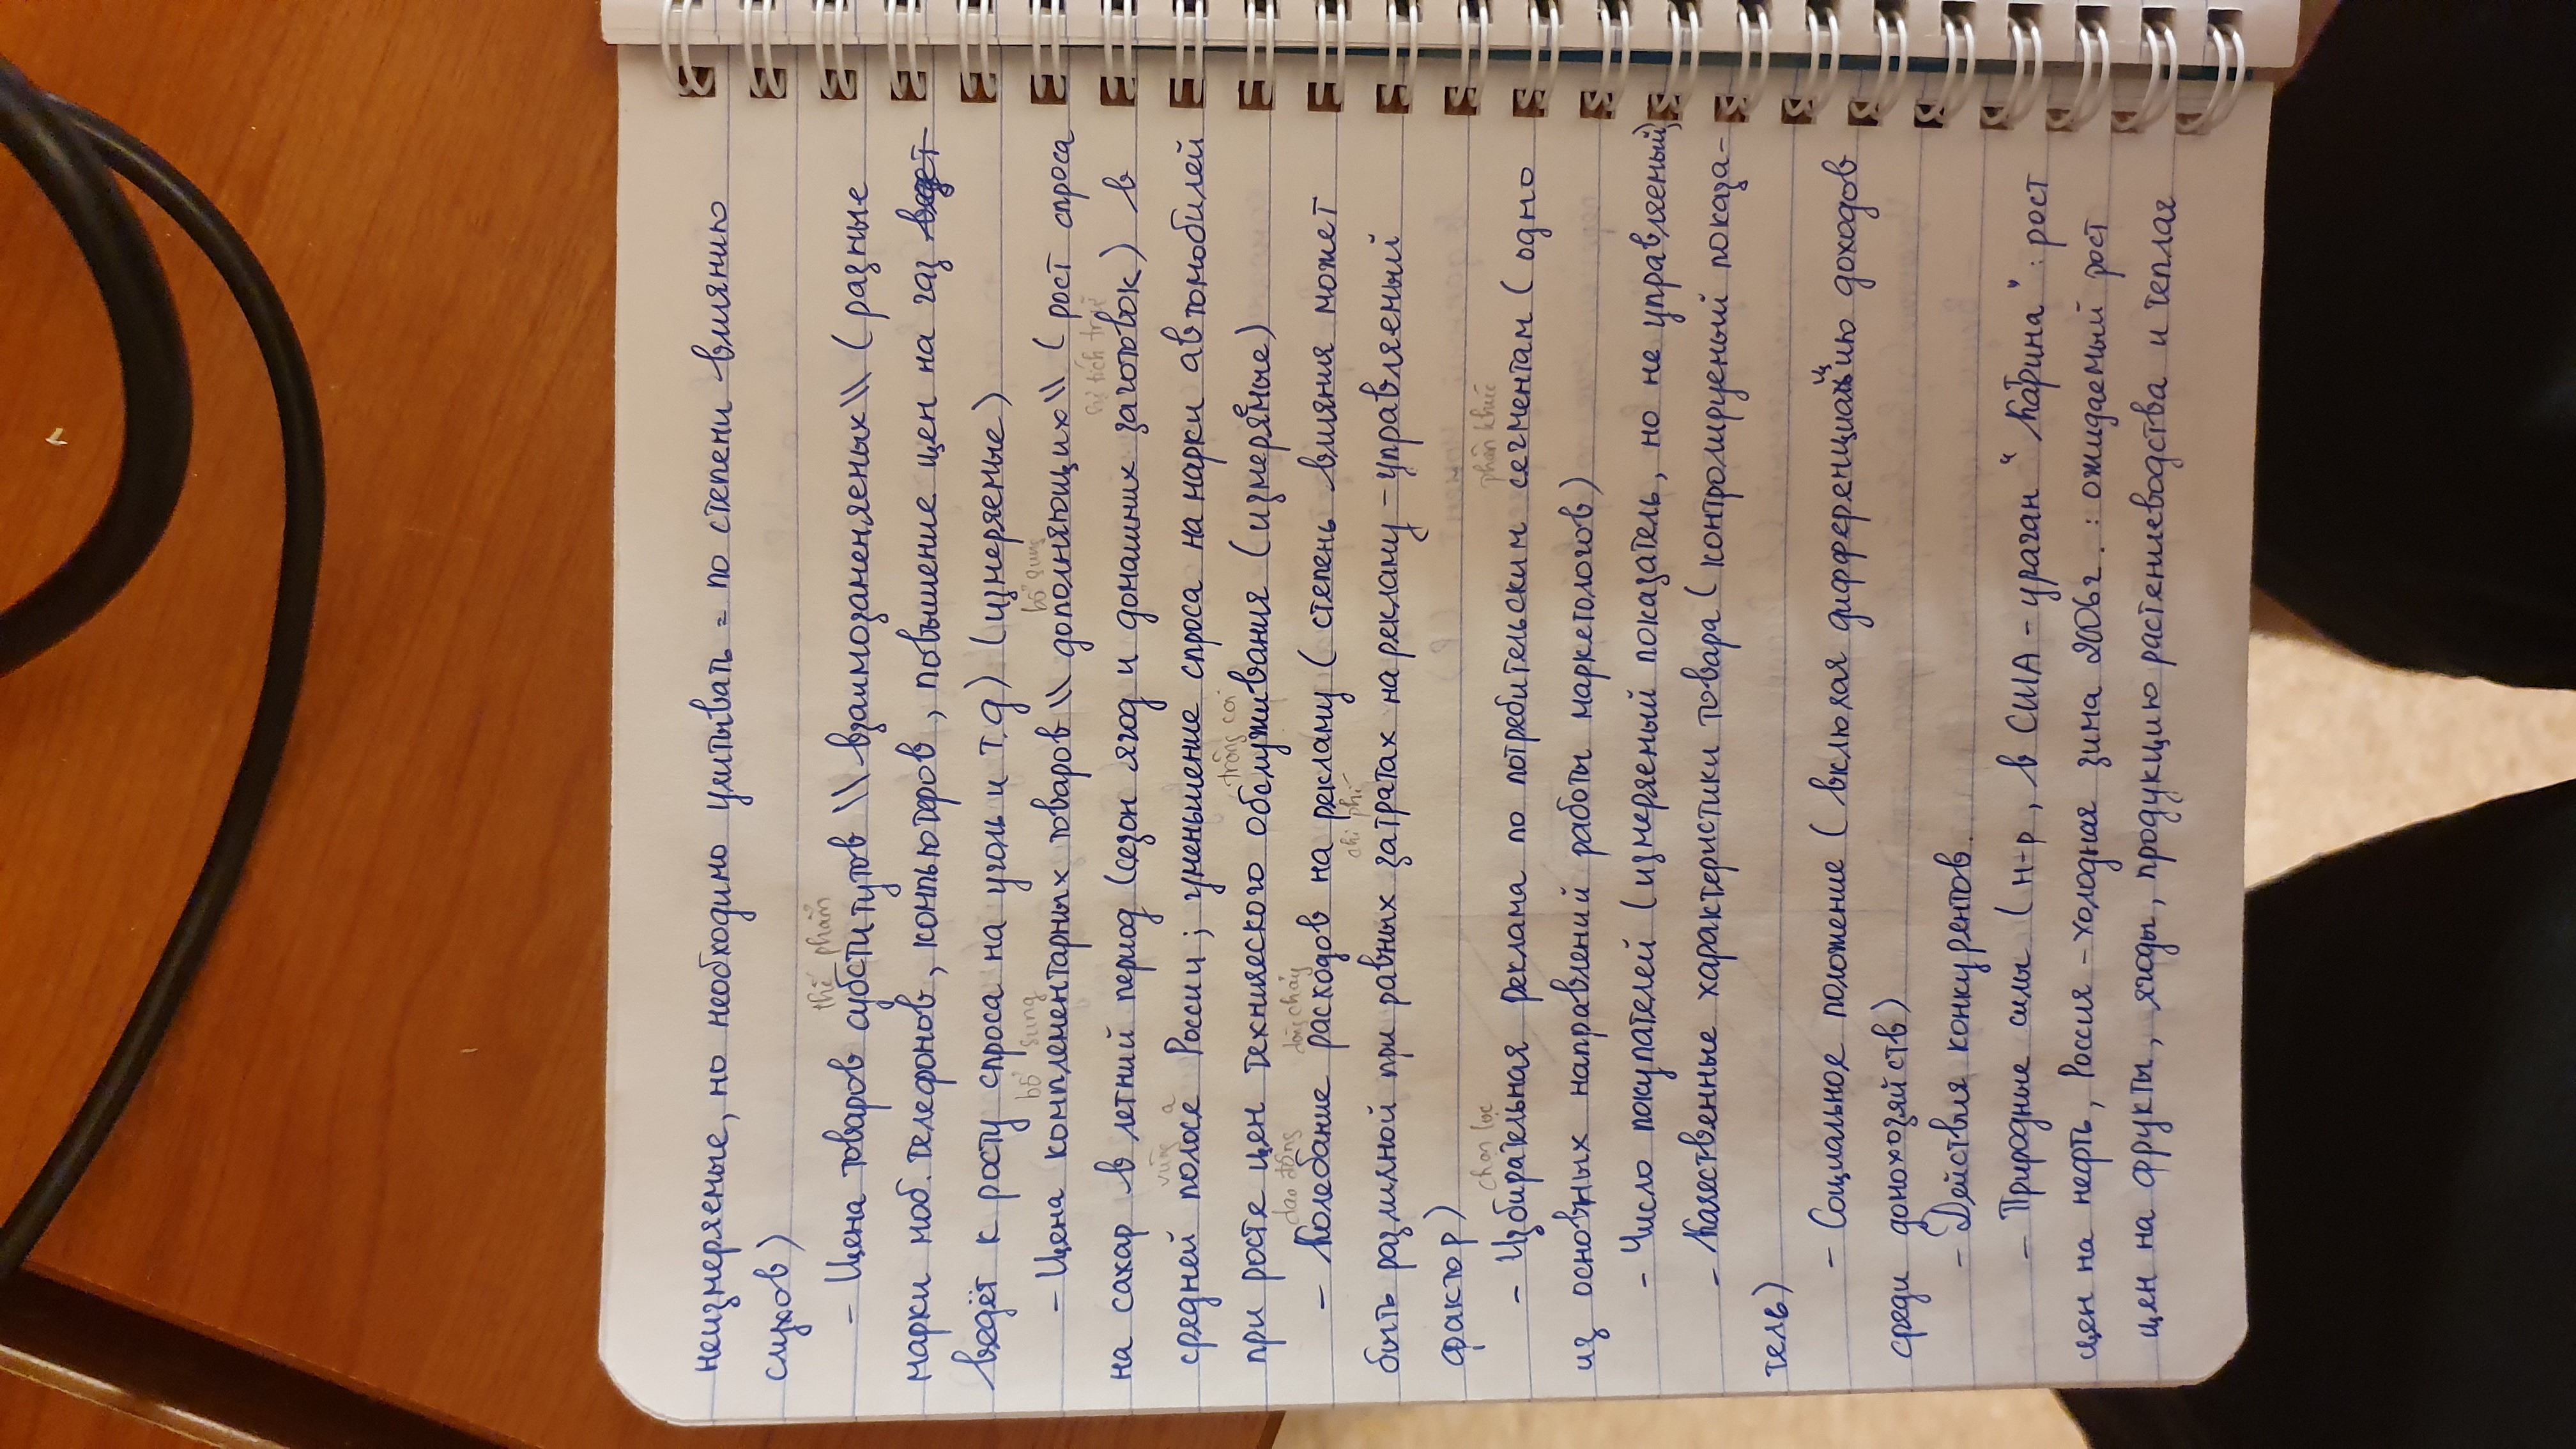 неизмеряемые, но необходимо учитывать = по степени влиянию
слухов)
thế phẩm
- Цена товаров субститутов \\ взаимозаменяемых \\ ( разные
марки моб. телефонов, компьютеров, повышение цен на газ ведет
ведёт к росту спроса на уголь и т.д) (измеряемые)
bổ sung bổ sung
- Цена комплементарных товаров \\ дополняющих \\ ( рост спроса
sự tích trữ
на сахар в летний период (сезон ягод и домашних заготовок) в
vùng
средней полосе России; уменьшение спроса на марки автомобилей
trông coi
при росте цен технического обслуживания (измеряемые)
dao động dòng chảy
- Колебание расходов на рекламу ( степень влияния может
chi phí
быть различной при равных затратах на рекламу - управляемый
фактор)
chọn lọc phân khúc
- Избирательная реклама по потребительским сегментам ( одно
из основных направлений работы маркетологов)
- Число покупателей (измеряемый показатель, но не управляемый)
- Качественные характеристики товара ( контролируемый показа-
тель)
- Социальное положение ( включая дифференциацию доходов
среди домохозяйств)
- Действия конкурентов.
- Природные силы ( н-р, в США - ураган " Катрина " : рост
цен на нефть, Россия - холодная зима 2006г. : ожидаемый рост
цен на фрукты, ягоды, продукцию растениеводства и теплая